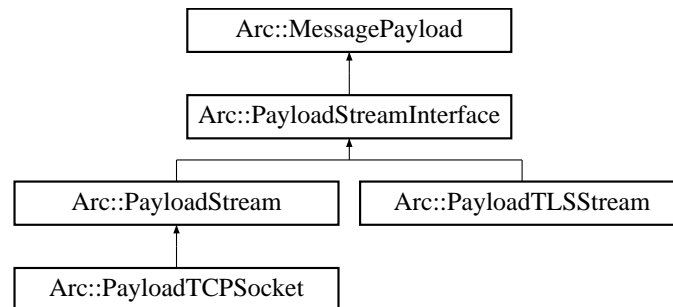 Arc::MessagePayload
Arc::PayloadStreamInterface
Arc::PayloadStream
Arc::PayloadTLSStream
Arc::PayloadTCPSocket